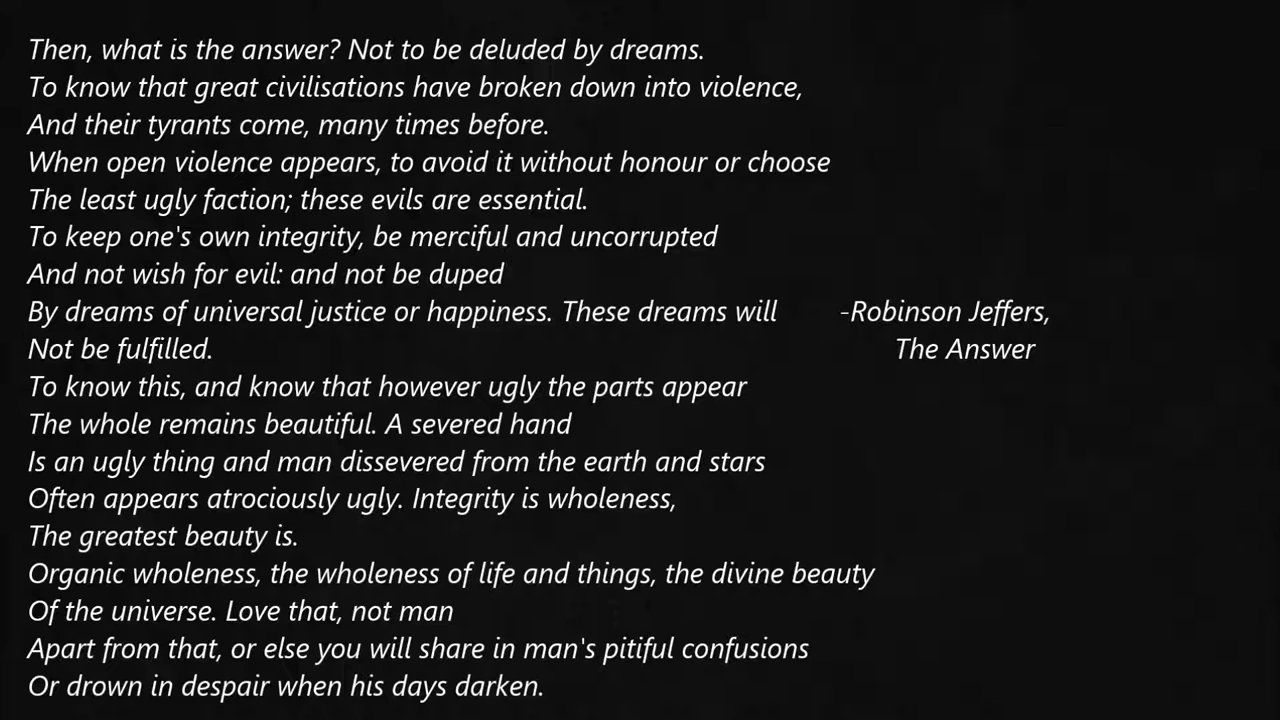 Then, what is the answer? Not to be deluded by dreams.
To know that great civilisations have broken down into violence,
And their tyrants come, many times before.
When open violence appears, to avoid it without honour or choose
The least ugly faction; these evils are essential.
To keep one's own integrity, be merciful and uncorrupted
And not wish for evil: and not be duped
By dreams of universal justice or happiness. These dreams will
Not be fulfilled.
To know this, and know that however ugly the parts appear
The whole remains beautiful. A severed hand
Is an ugly thing and man dissevered from the earth and stars
Often appears atrociously ugly. Integrity is wholeness,
The greatest beauty is.
Organic wholeness, the wholeness of life and things, the divine beauty
Of the universe. Love that, not man
Apart from that, or else you will share in man's pitiful confusions
Or drown in despair when his days darken.
-Robinson Jeffers,
The Answer